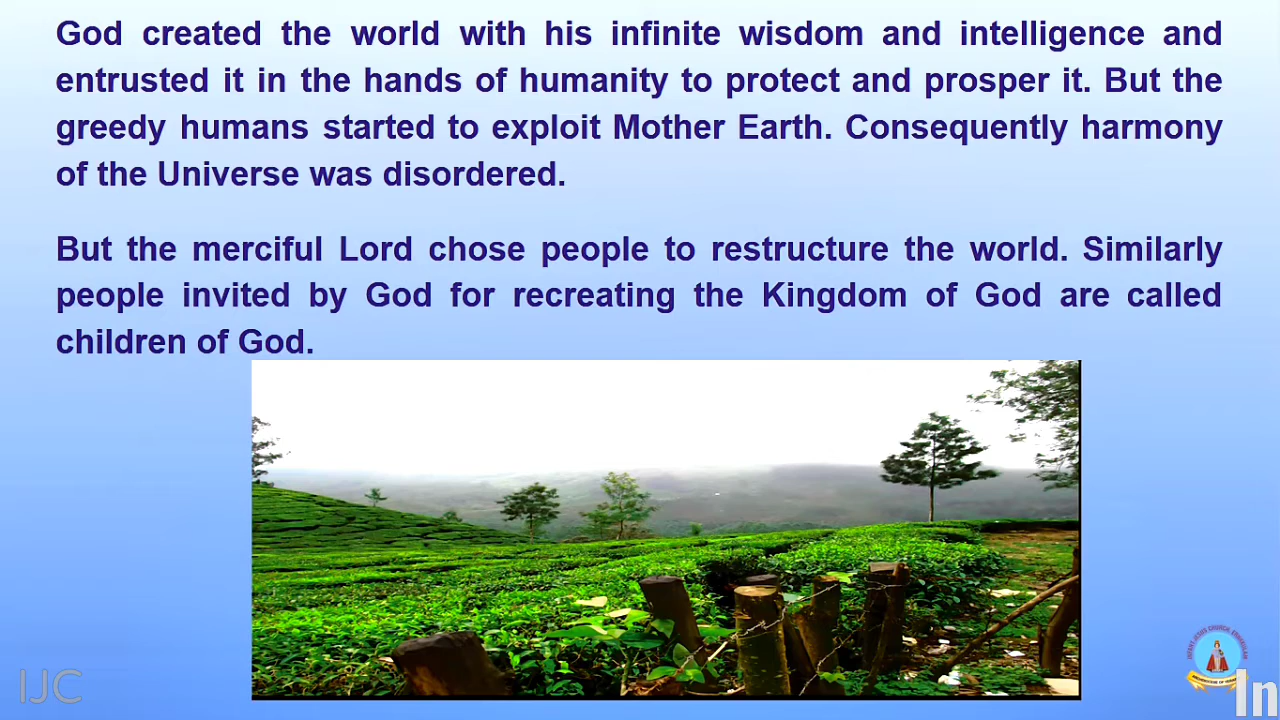 God created the world with his infinite wisdom and intelligence and
entrusted it in the hands of humanity to protect and prosper it. But the
greedy humans started to exploit Mother Earth. Consequently harmony
of the Universe was disordered.
But the merciful Lord chose people to restructure the world. Similarly
people invited by God for recreating the Kingdom of God are called
children of God.
IJC
In